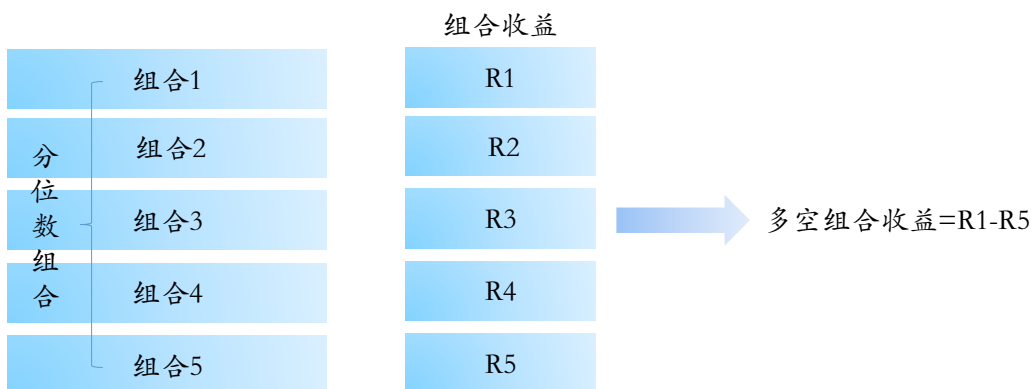 组合收益
分位数组合
组合1
R1
组合2
R2
组合3
R3
多空组合收益=R1-R5
组合4
R4
组合5
R5